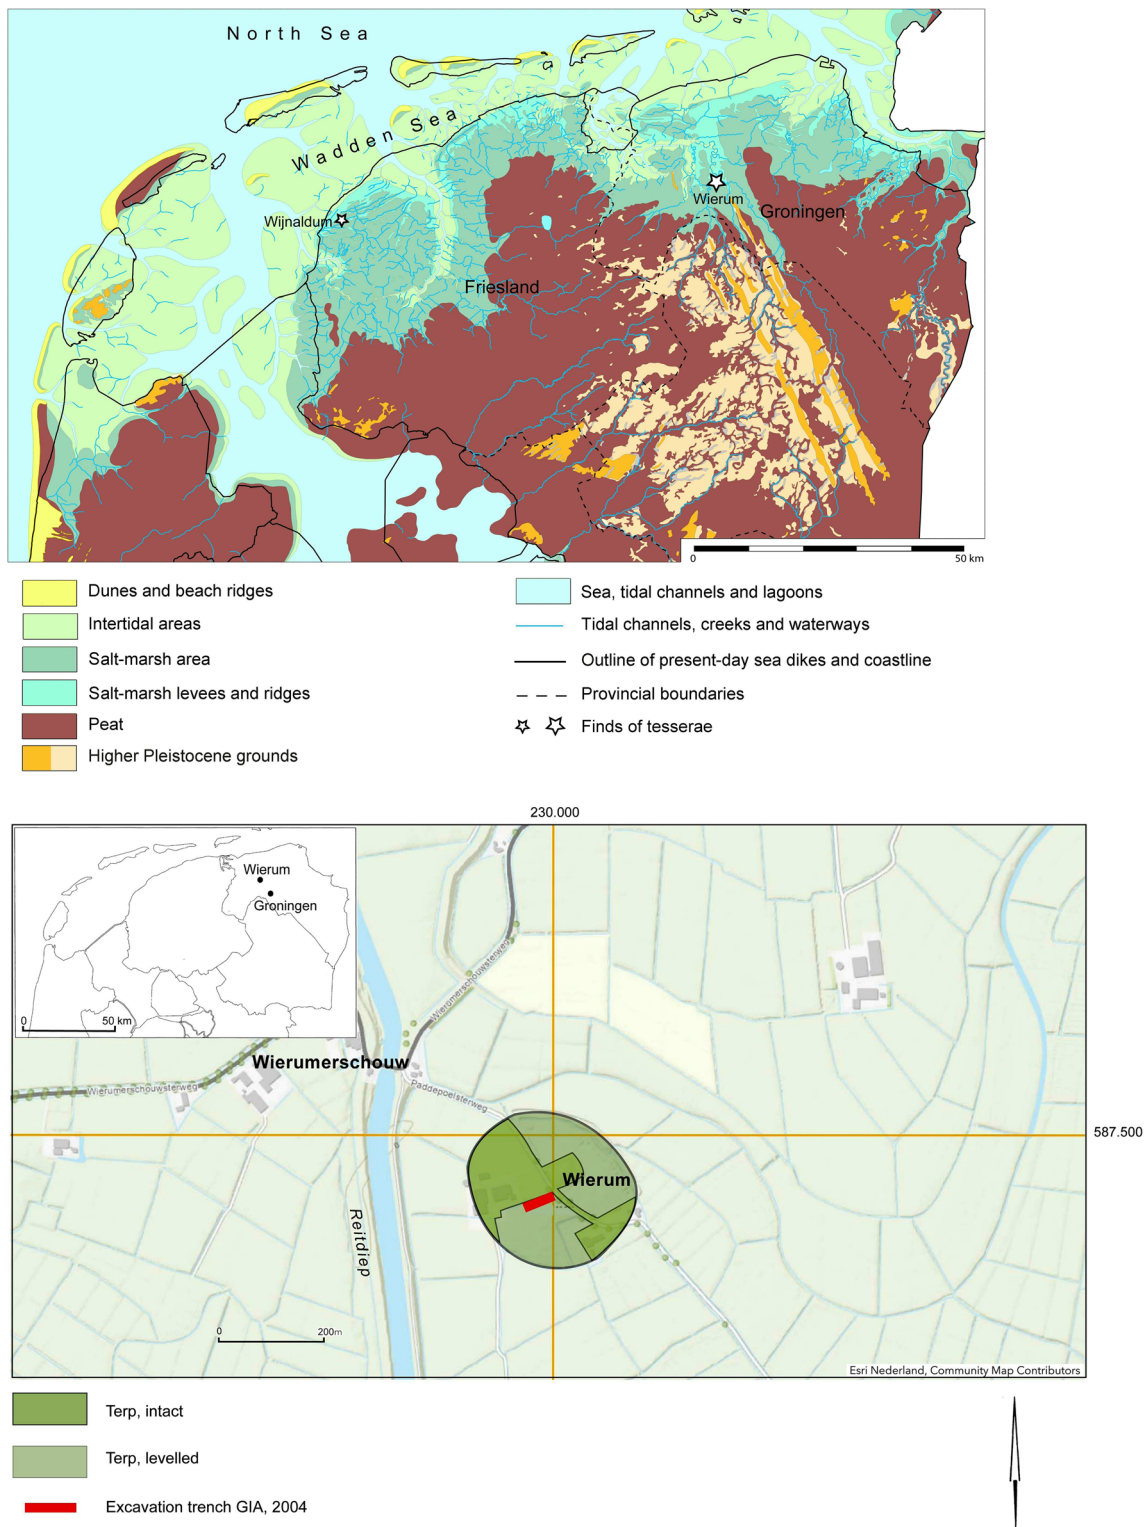 North Sea
Wadden Sea
Wijnaldum
Wierum
Groningen
Friesland
0 50 km
Dunes and beach ridges
Intertidal areas
Salt-marsh area
Salt-marsh levees and ridges
Peat
Higher Pleistocene grounds
Sea, tidal channels and lagoons
Tidal channels, creeks and waterways
Outline of present-day sea dikes and coastline
Provincial boundaries
Finds of tesserae
230.000
Wierum
Groningen
0 50 km
Wierumerschouwsterweg
Wierumerschouw
Wierumerschouwsterweg
Paddepoelsterweg
587.500
Wierum
Reitdiep
0 200m
Esri Nederland, Community Map Contributors
Terp, intact
Terp, levelled
Excavation trench GIA, 2004